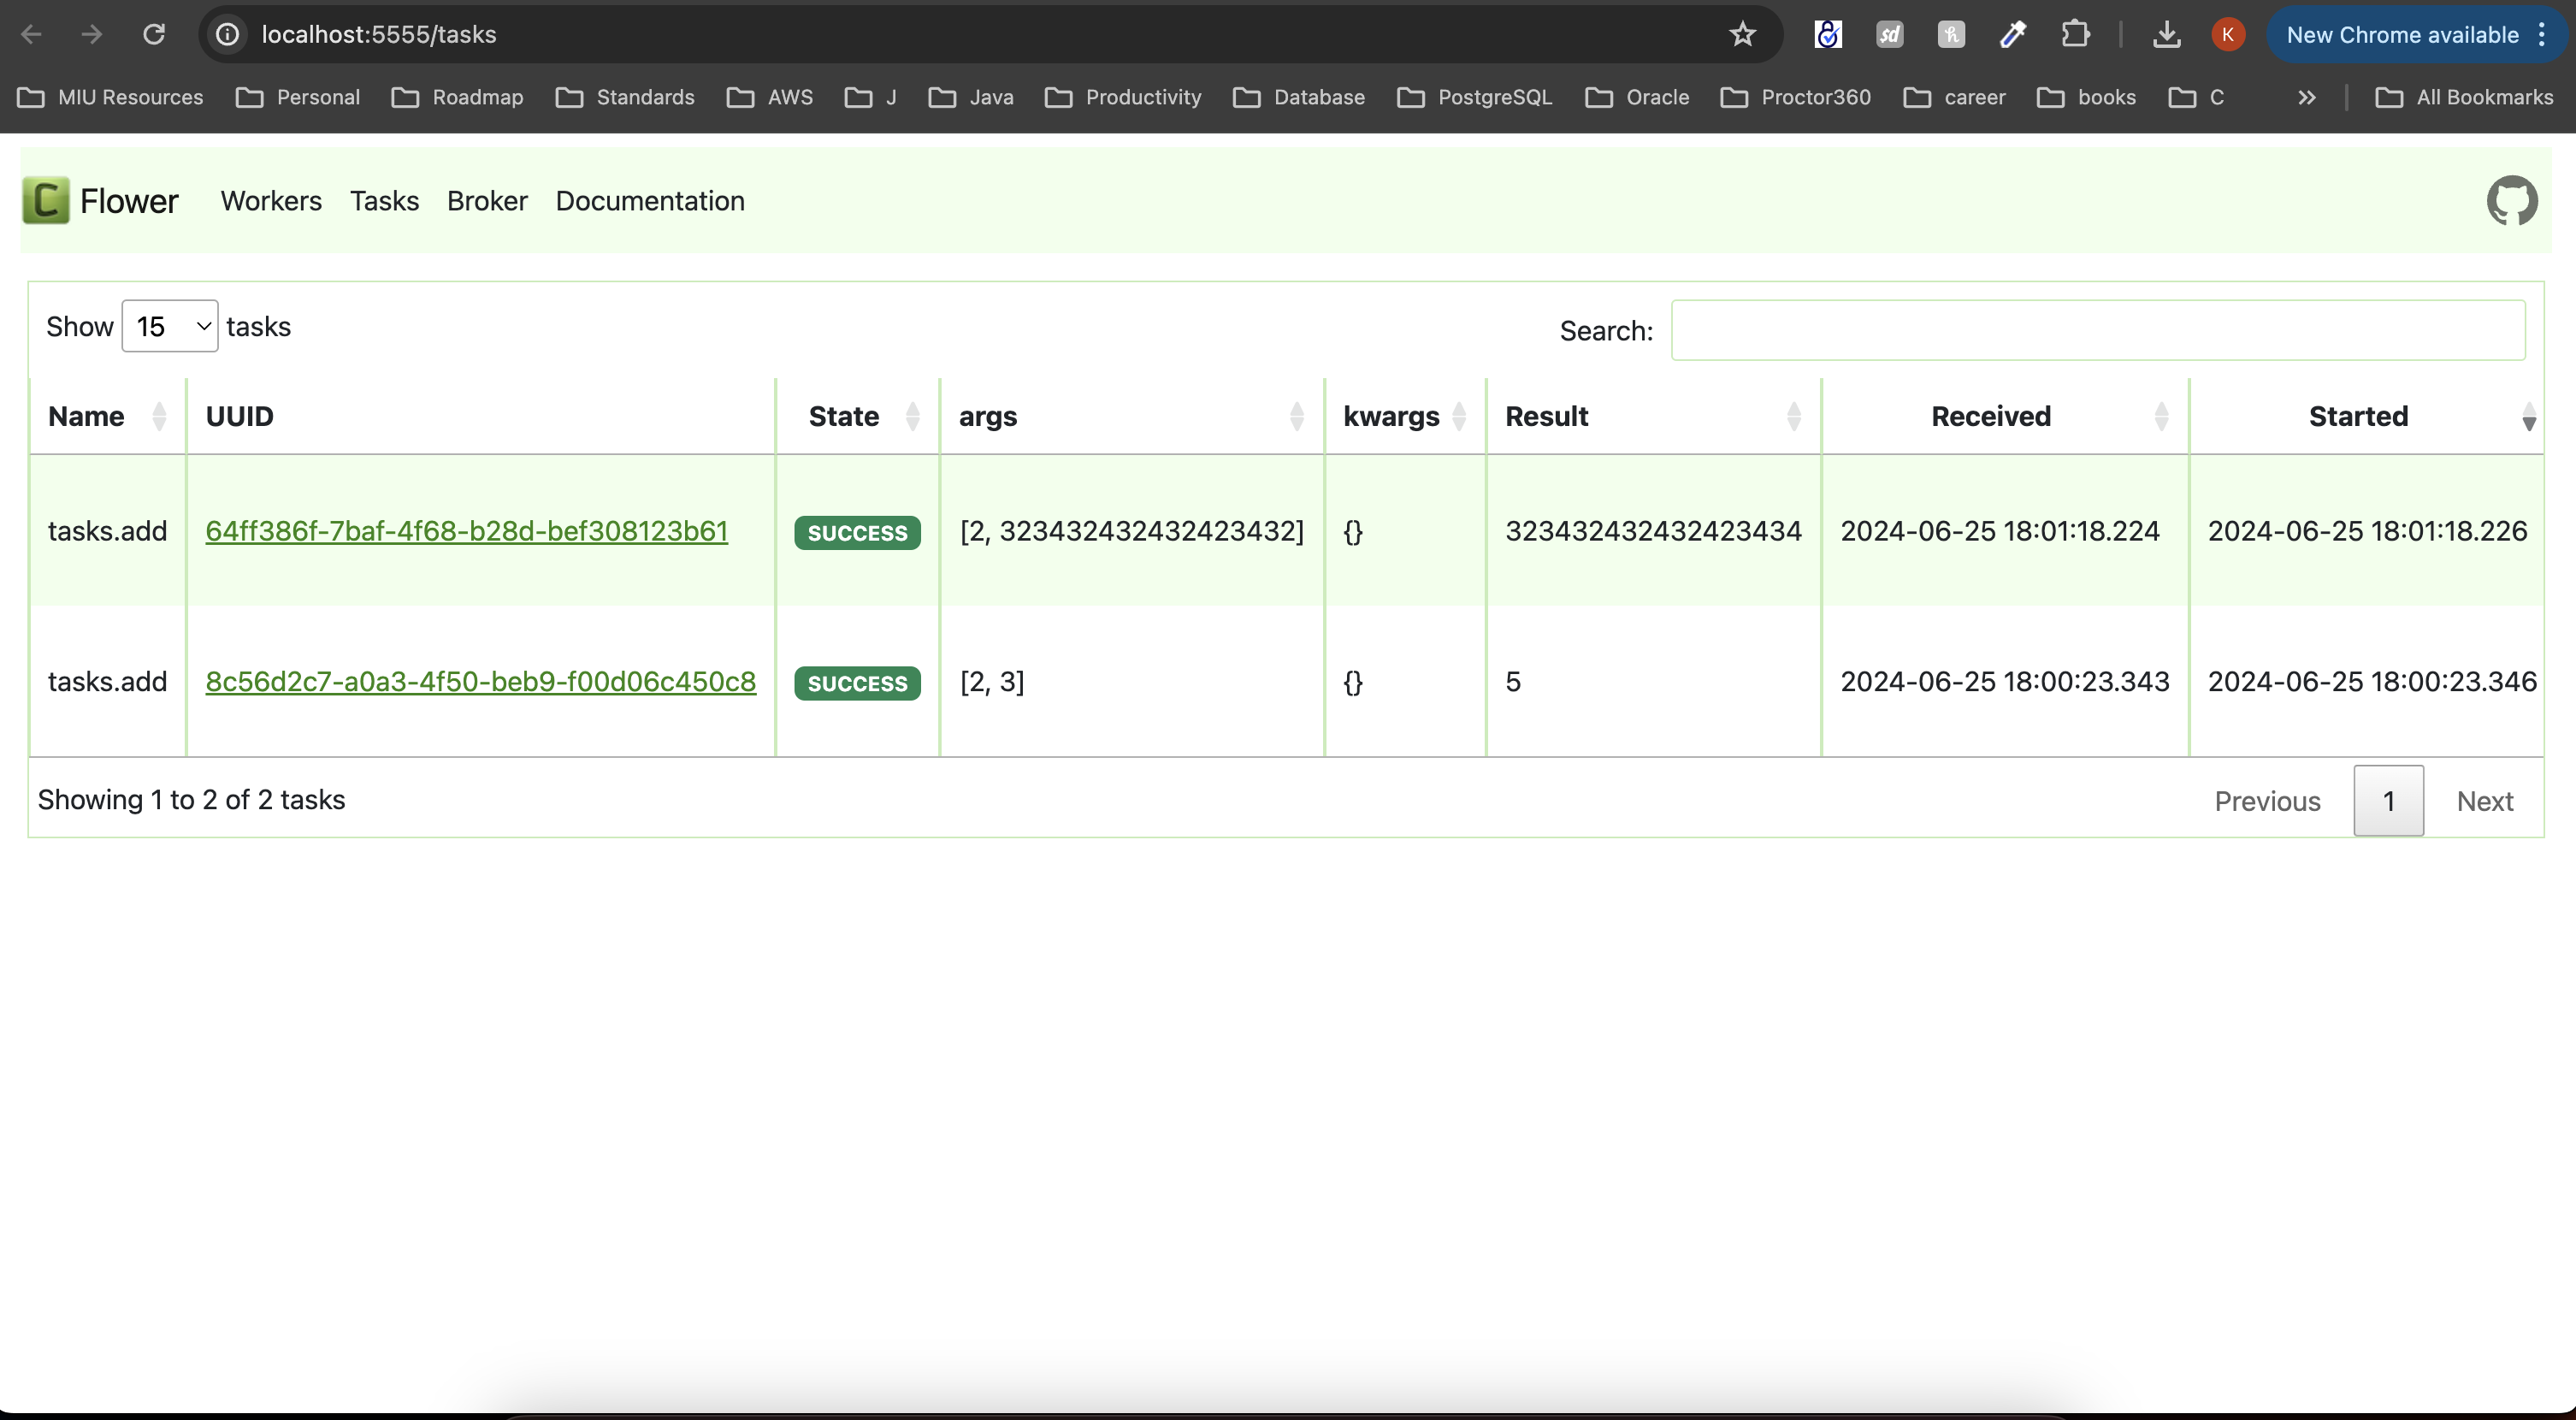 localhost:5555/tasks
K
New Chrome available
MIU Resources Personal Roadmap Standards AWS J Java Productivity Database PostgreSQL Oracle Proctor360 career books C » All Bookmarks
C Flower Workers Tasks Broker Documentation
Show 15 tasks Search:
Name UUID State args kwargs Result Received Started
tasks.add 64ff386f-7baf-4f68-b28d-bef308123b61 SUCCESS [2, 323432432432423432] {} 323432432432423434 2024-06-25 18:01:18.224 2024-06-25 18:01:18.226
tasks.add 8c56d2c7-a0a3-4f50-beb9-f00d06c450c8 SUCCESS [2, 3] {} 5 2024-06-25 18:00:23.343 2024-06-25 18:00:23.346
Showing 1 to 2 of 2 tasks Previous 1 Next